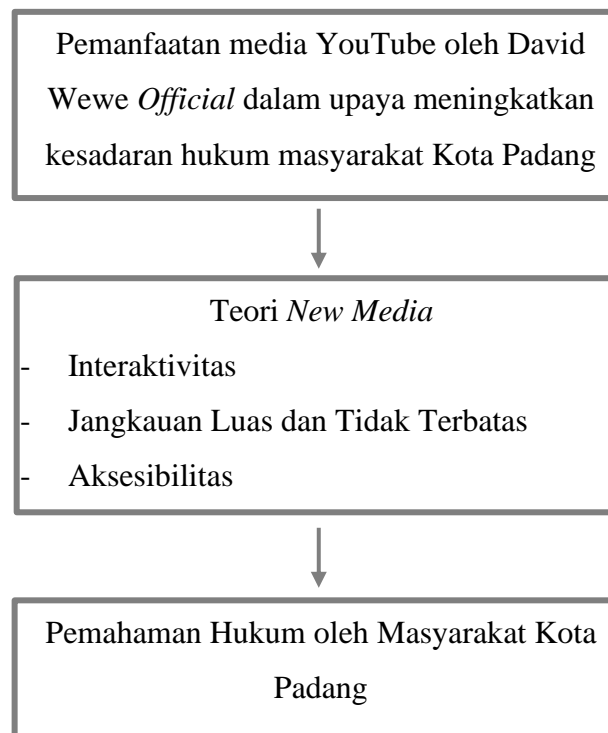 Pemanfaatan media YouTube oleh David
Wewe Official dalam upaya meningkatkan
kesadaran hukum masyarakat Kota Padang
Teori New Media
- Interaktivitas
- Jangkauan Luas dan Tidak Terbatas
- Aksesibilitas
Pemahaman Hukum oleh Masyarakat Kota
Padang